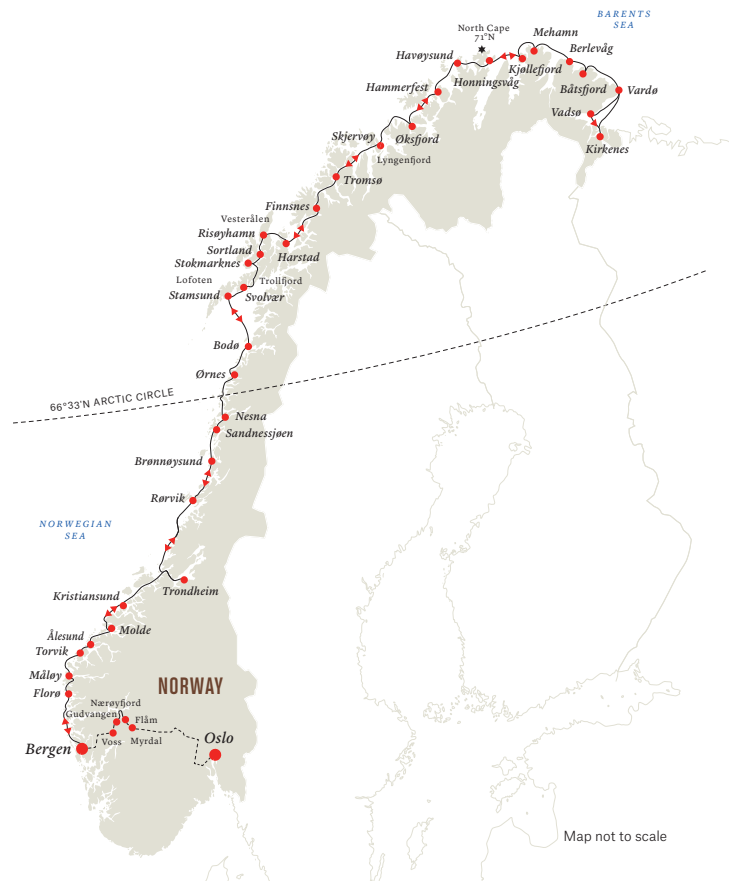 BARENTS
SEA
North Cape
71°N
Mehamn
Berlevåg
Havøysund
Kjøllefjord
Honningsvåg
Hammerfest
Båtsfjord
Vardø
Vadsø
Skjervøy
Øksfjord
Kirkenes
Lyngenfjord
Tromsø
Finnsnes
Vesterålen
Risøyhamn
Sortland
Harstad
Stokmarknes
Lofoten
Trollfjord
Stamsund
Svolvær
Bodø
Ørnes
66°33'N ARCTIC CIRCLE
Nesna
Sandnessjøen
Brønnøysund
Rørvik
NORWEGIAN
SEA
Trondheim
Kristiansund
Molde
Ålesund
Torvik
Måløy
NORWAY
Florø
Nærøyfjord
Gudvangen
Flåm
Oslo
Bergen
Voss
Myrdal
Map not to scale